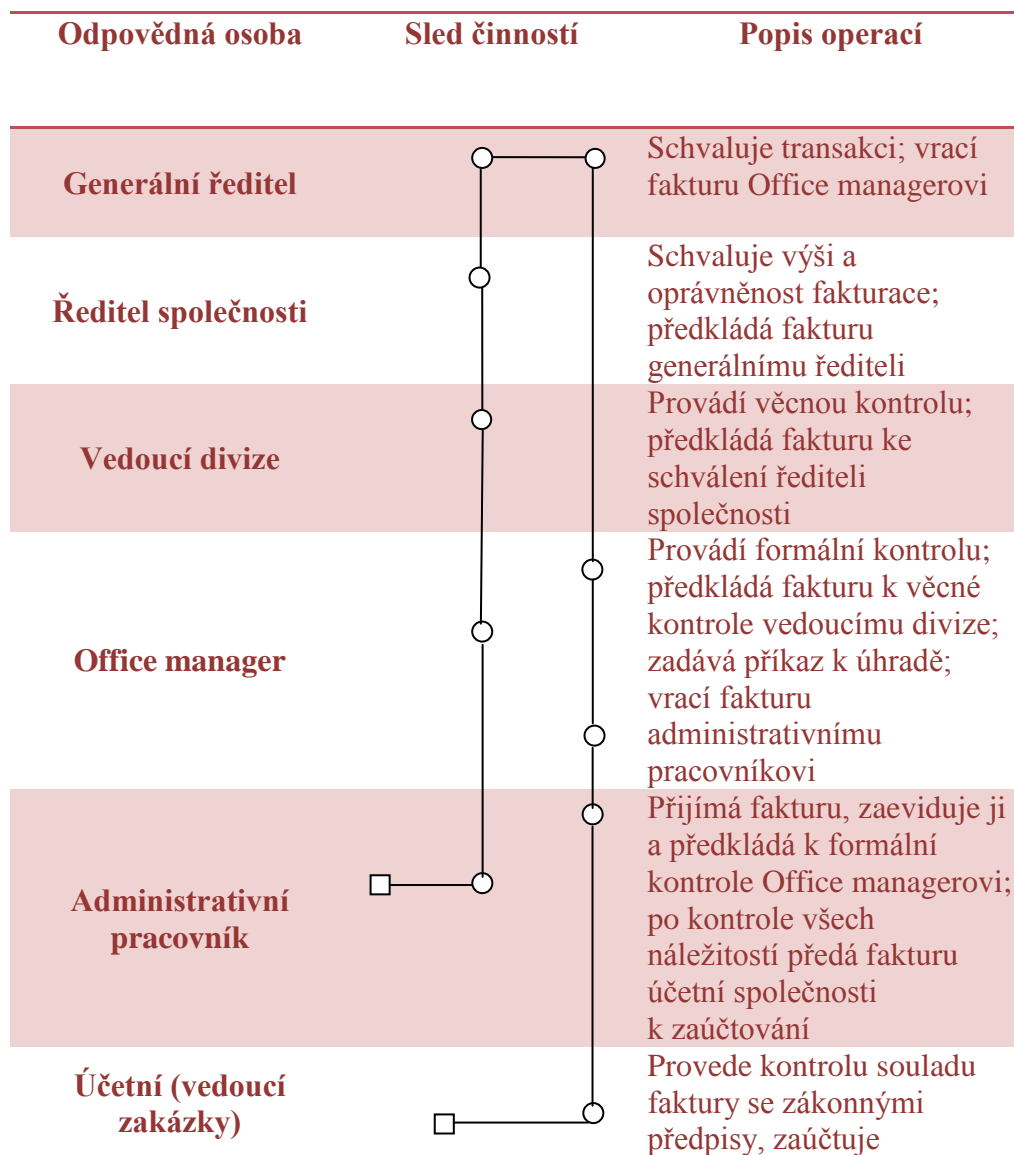 Odpovědná osoba Sled činností Popis operací
Generální ředitel
Schvaluje transakci; vrací
fakturu Office managerovi
Ředitel společnosti
Schvaluje výši a
oprávněnost fakturace;
předkládá fakturu
generálnímu řediteli
Vedoucí divize
Provádí věcnou kontrolu;
předkládá fakturu ke
schválení řediteli
společnosti
Office manager
Provádí formální kontrolu;
předkládá fakturu k věcné
kontrole vedoucímu divize;
zadává příkaz k úhradě;
vrací fakturu
administrativnímu
pracovníkovi
Administrativní
pracovník
Přijímá fakturu, zaeviduje ji
a předkládá k formální
kontrole Office managerovi;
po kontrole všech
náležitostí předá fakturu
účetní společnosti
k zaúčtování
Účetní (vedoucí
zakázky)
Provede kontrolu souladu
faktury se zákonnými
předpisy, zaúčtuje